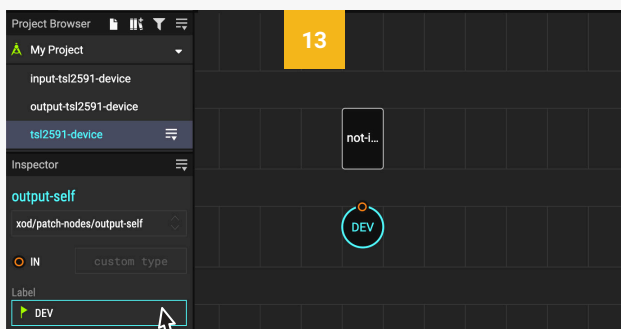 Project Browser
My Project
input-tsl2591-device
output-tsl2591-device
tsl2591-device
Inspector
output-self
xod/patch-nodes/output-self
IN
custom type
Label
DEV
13
not-i...
DEV